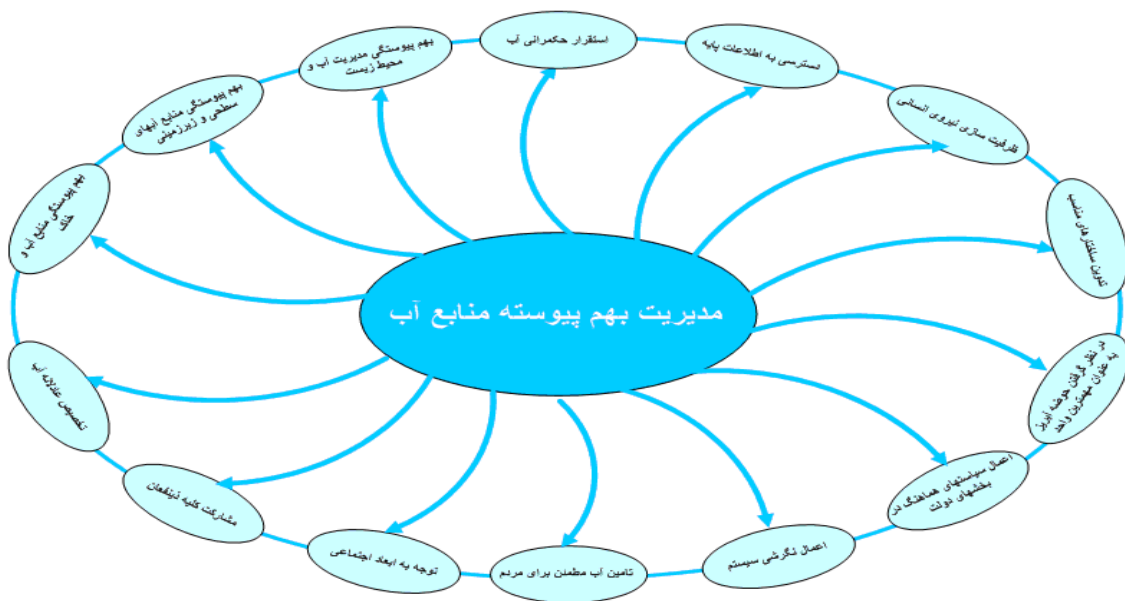 استقرار حکمرانی آب
دسترسی به اطلاعات پایه
ظرفیت سازی نیروی انسانی
تدوین ساختارهای مناسب
در نظر گرفتن حوضه آبریز
به عنوان مهمترین واحد
اعمال سیاستهای هماهنگ در
بخشهای دولت
اعمال نگرشی سیستم
تامین آب مطمئن برای مردم
توجه به ابعاد اجتماعی
مشارکت کلیه ذینفعان
تخصیص عادلانه آب
بهم پیوستگی منابع آب و
خاک
بهم پیوستگی منابع ابهای
سطحی و زیرزمینی
بهم پیوستگی مدیریت آب و
محیط زیست
مدیریت بهم پیوسته منابع آب